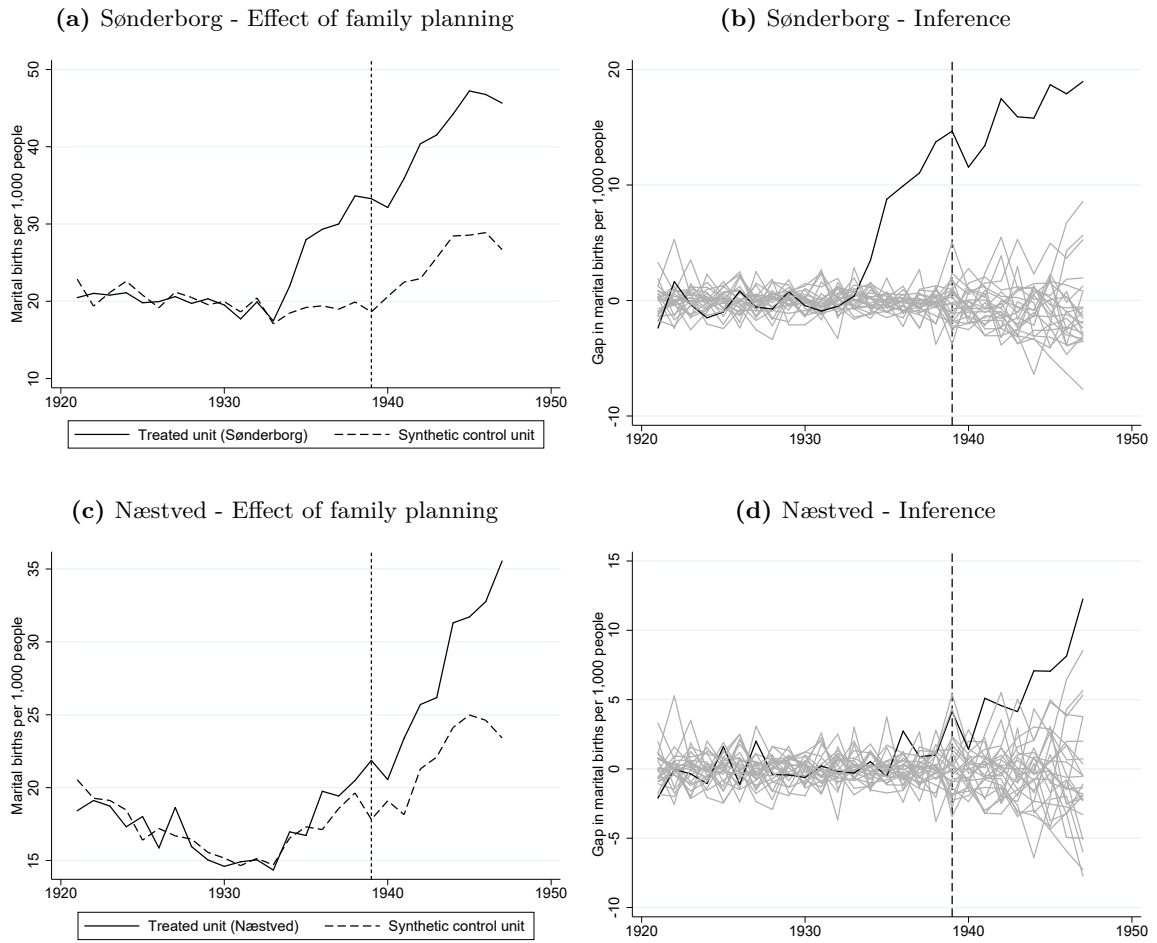 (a) Sønderborg - Effect of family planning
Marital births per 1,000 people
50
40
30
20
10
1920 1930 1940 1950
Treated unit (Sønderborg) Synthetic control unit
(b) Sønderborg - Inference
Gap in marital births per 1,000 people
20
10
0
-10
1920 1930 1940 1950
(c) Næstved - Effect of family planning
Marital births per 1,000 people
35
30
25
20
15
1920 1930 1940 1950
Treated unit (Næstved) Synthetic control unit
(d) Næstved - Inference
Gap in marital births per 1,000 people
15
10
5
0
-5
-10
1920 1930 1940 1950